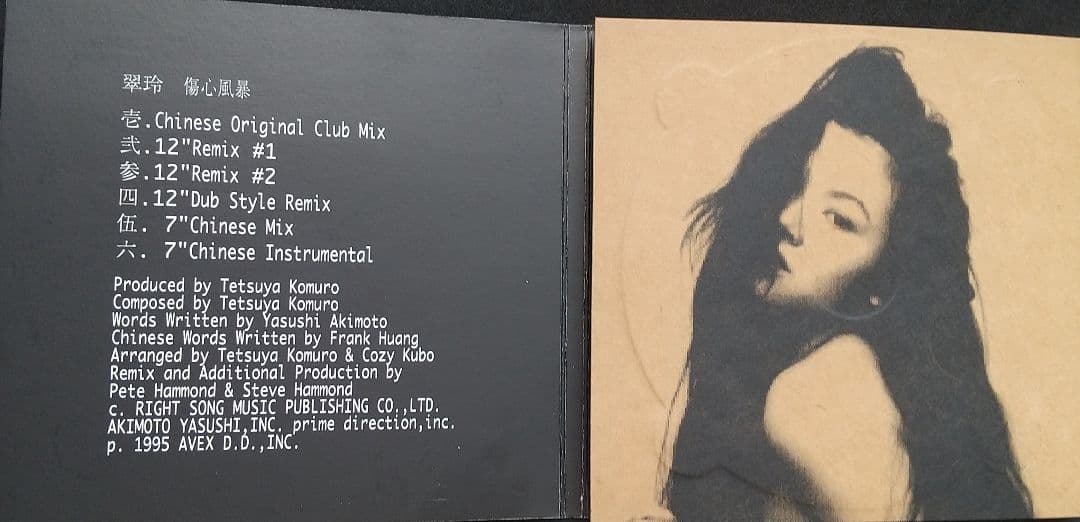 翠玲　傷心風暴
壱.Chinese Original Club Mix
弐.12"Remix #1
参.12"Remix #2
四.12"Dub Style Remix
伍. 7"Chinese Mix
六. 7"Chinese Instrumental
Produced by Tetsuya Komuro
Composed by Tetsuya Komuro
Words Written by Yasushi Akimoto
Chinese Words Written by Frank Huang
Arranged by Tetsuya Komuro & Cozy Kubo
Remix and Additional Production by
Pete Hammond & Steve Hammond
c. RIGHT SONG MUSIC PUBLISHING CO.,LTD.
AKIMOTO YASUSHI,INC. prime direction,inc.
p. 1995 AVEX D.D.,INC.